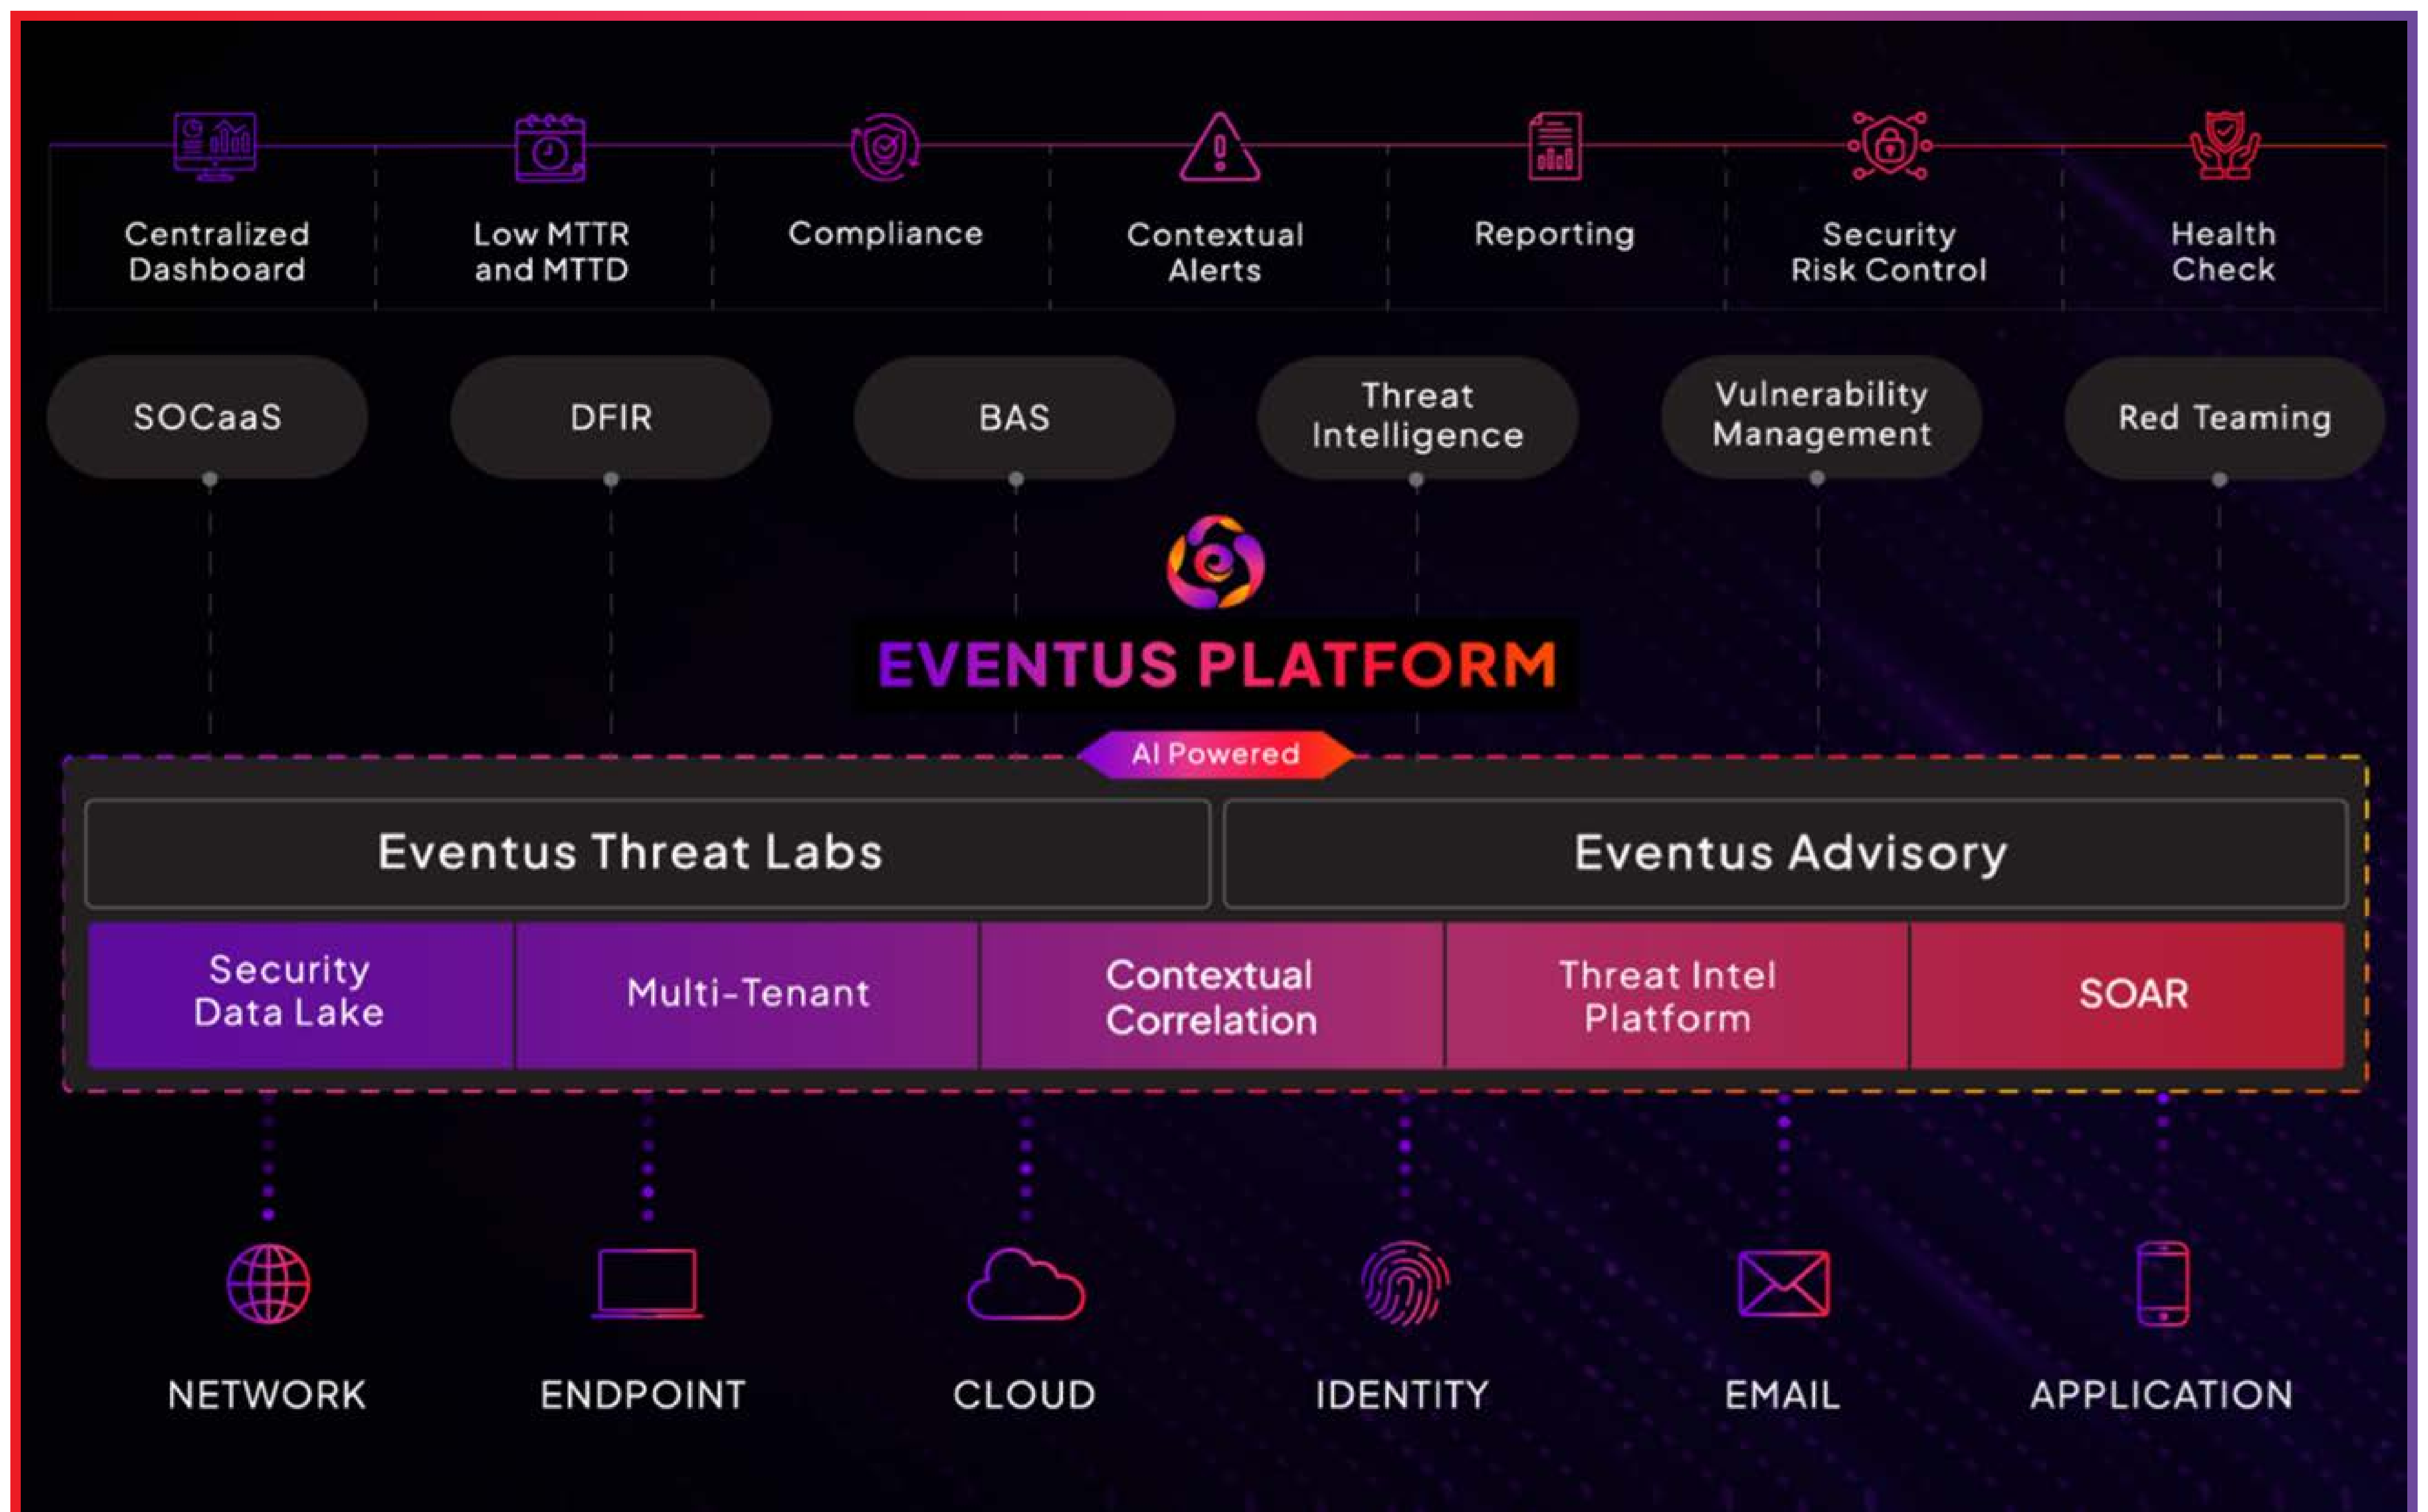 Centralized
Dashboard
Low MTTR
and MTTD
Compliance
Contextual
Alerts
Reporting
Security
Risk Control
Health
Check
SOCaaS
DFIR
BAS
Threat
Intelligence
Vulnerability
Management
Red Teaming
EVENTUS PLATFORM
AI Powered
Eventus Threat Labs
Eventus Advisory
Security
Data Lake
Multi-Tenant
Contextual
Correlation
Threat Intel
Platform
SOAR
NETWORK
ENDPOINT
CLOUD
IDENTITY
EMAIL
APPLICATION